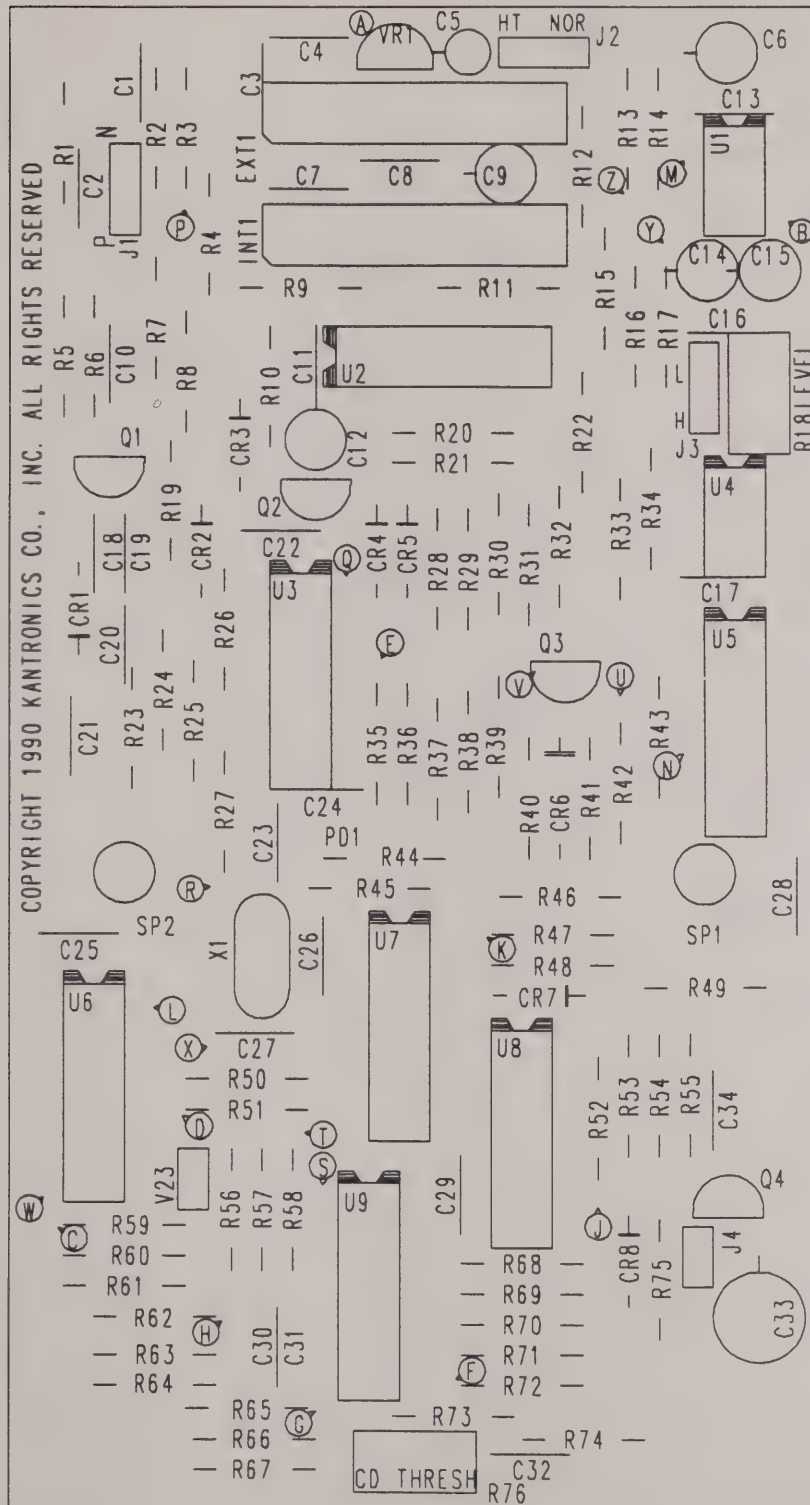 COPYRIGHT 1990 KANTRONICS CO., INC. ALL RIGHTS RESERVED
A
VR1
C5
HT NOR
J2
C6
C4
C1
C3
R2
R3
N
R1
C2
P
J1
EXT1
C7
C8
C9
R12
R13
R14
C13
U1
Z
M
P
R4
INT1
Y
B
C14
C15
R9
R11
R15
R5
R6
C10
R7
R8
R10
C11
U2
R16
R17
C16
L
H
J3
R18 LEVEL
Q1
CR3
C12
R20
R21
R22
Q2
R19
U4
C18
C19
CR2
C22
Q
CR4
CR5
R28
R29
R30
R31
R32
R33
R34
U3
C17
CR1
C20
R26
E
Q3
U5
V
U
C21
R23
R24
R25
R35
R36
R37
R38
R39
R43
N
C24
R27
C23
PD1
R44
R40
CR6
R41
R42
R
R45
R46
C28
SP2
X1
C26
U7
K
R47
R48
SP1
C25
U6
CR7
R49
L
X
C27
U8
R50
R51
D
R52
R53
R54
R55
C34
T
V23
S
U9
C29
Q4
W
R56
R57
R58
C
R59
R60
R61
J
CR8
R75
J4
R68
R69
R70
R71
R72
F
C33
R62
H
R63
R64
C30
C31
R65
G
R66
R67
R73
R74
CD THRESH
C32
R76